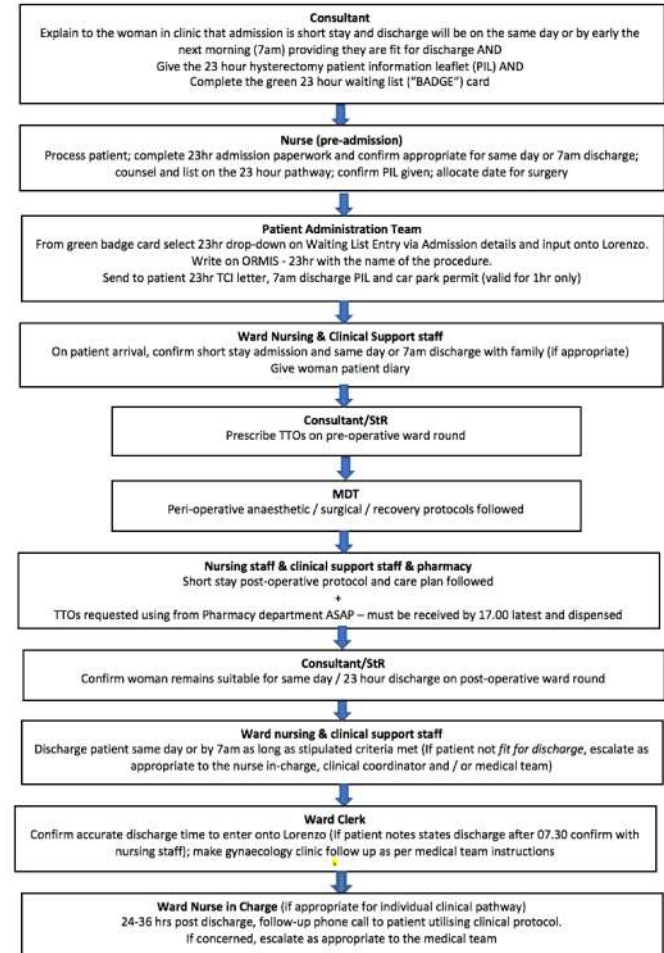 Consultant
Explain to the woman in clinic that admission is short stay and discharge will be on the same day or by early the
next morning (7am) providing they are fit for discharge AND
Give the 23 hour hysterectomy patient information leaflet (PIL) AND
Complete the green 23 hour waiting list ("BADGE") card
Nurse (pre-admission)
Process patient; complete 23hr admission paperwork and confirm appropriate for same day or 7am discharge;
counsel and list on the 23 hour pathway; confirm PIL given; allocate date for surgery
Patient Administration Team
From green badge card select 23hr drop-down on Waiting List Entry via Admission details and input onto Lorenzo.
Write on ORMIS - 23hr with the name of the procedure.
Send to patient 23hr TCI letter, 7am discharge PIL and car park permit (valid for 1hr only)
Ward Nursing & Clinical Support staff
On patient arrival, confirm short stay admission and same day or 7am discharge with family (if appropriate)
Give woman patient diary
Consultant/StR
Prescribe TTOs on pre-operative ward round
MDT
Peri-operative anaesthetic / surgical / recovery protocols followed
Nursing staff & clinical support staff & pharmacy
Short stay post-operative protocol and care plan followed
+
TTOs requested using from Pharmacy department ASAP – must be received by 17.00 latest and dispensed
Consultant/StR
Confirm woman remains suitable for same day / 23 hour discharge on post-operative ward round
Ward nursing & clinical support staff
Discharge patient same day or by 7am as long as stipulated criteria met (If patient not fit for discharge, escalate as
appropriate to the nurse in-charge, clinical coordinator and / or medical team)
Ward Clerk
Confirm accurate discharge time to enter onto Lorenzo (If patient notes states discharge after 07.30 confirm with
nursing staff); make gynaecology clinic follow up as per medical team instructions
.
Ward Nurse in Charge (if appropriate for individual clinical pathway)
24-36 hrs post discharge, follow-up phone call to patient utilising clinical protocol.
If concerned, escalate as appropriate to the medical team